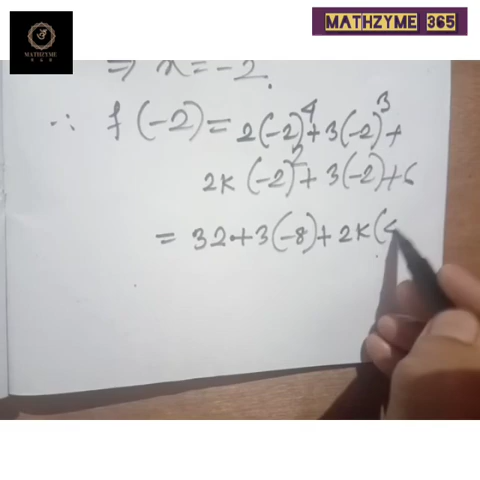 MATHZYME 365
MATHZYME
⇒ x = -2.
∴ f(-2) = 2(-2)⁴ + 3(-2)³ +
2K(-2)² + 3(-2) + 6
= 32 + 3(-8) + 2K(